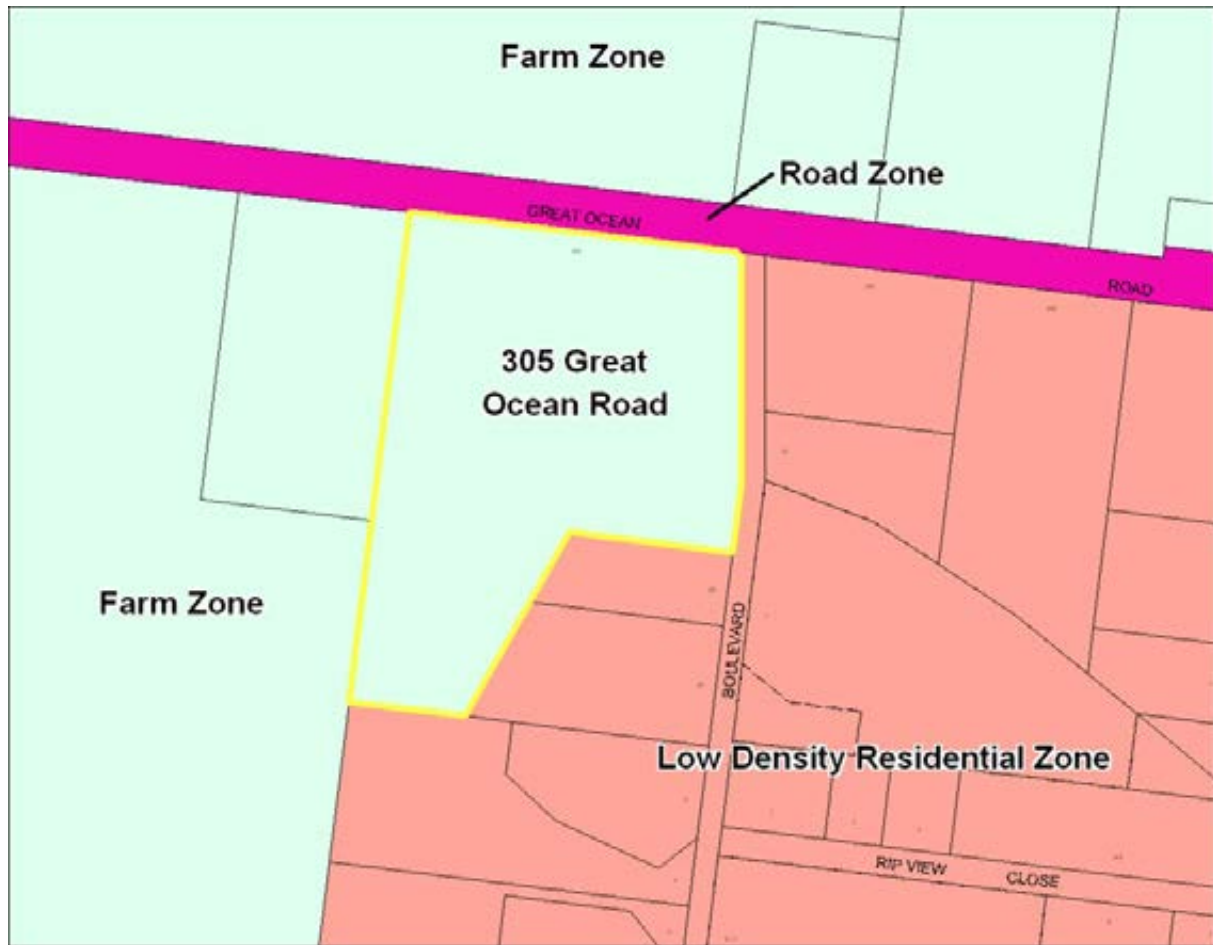 Farm Zone
Road Zone
GREAT OCEAN
ROAD
305 Great
Ocean Road
Farm Zone
BOULEVARD
Low Density Residential Zone
RIP VIEW CLOSE